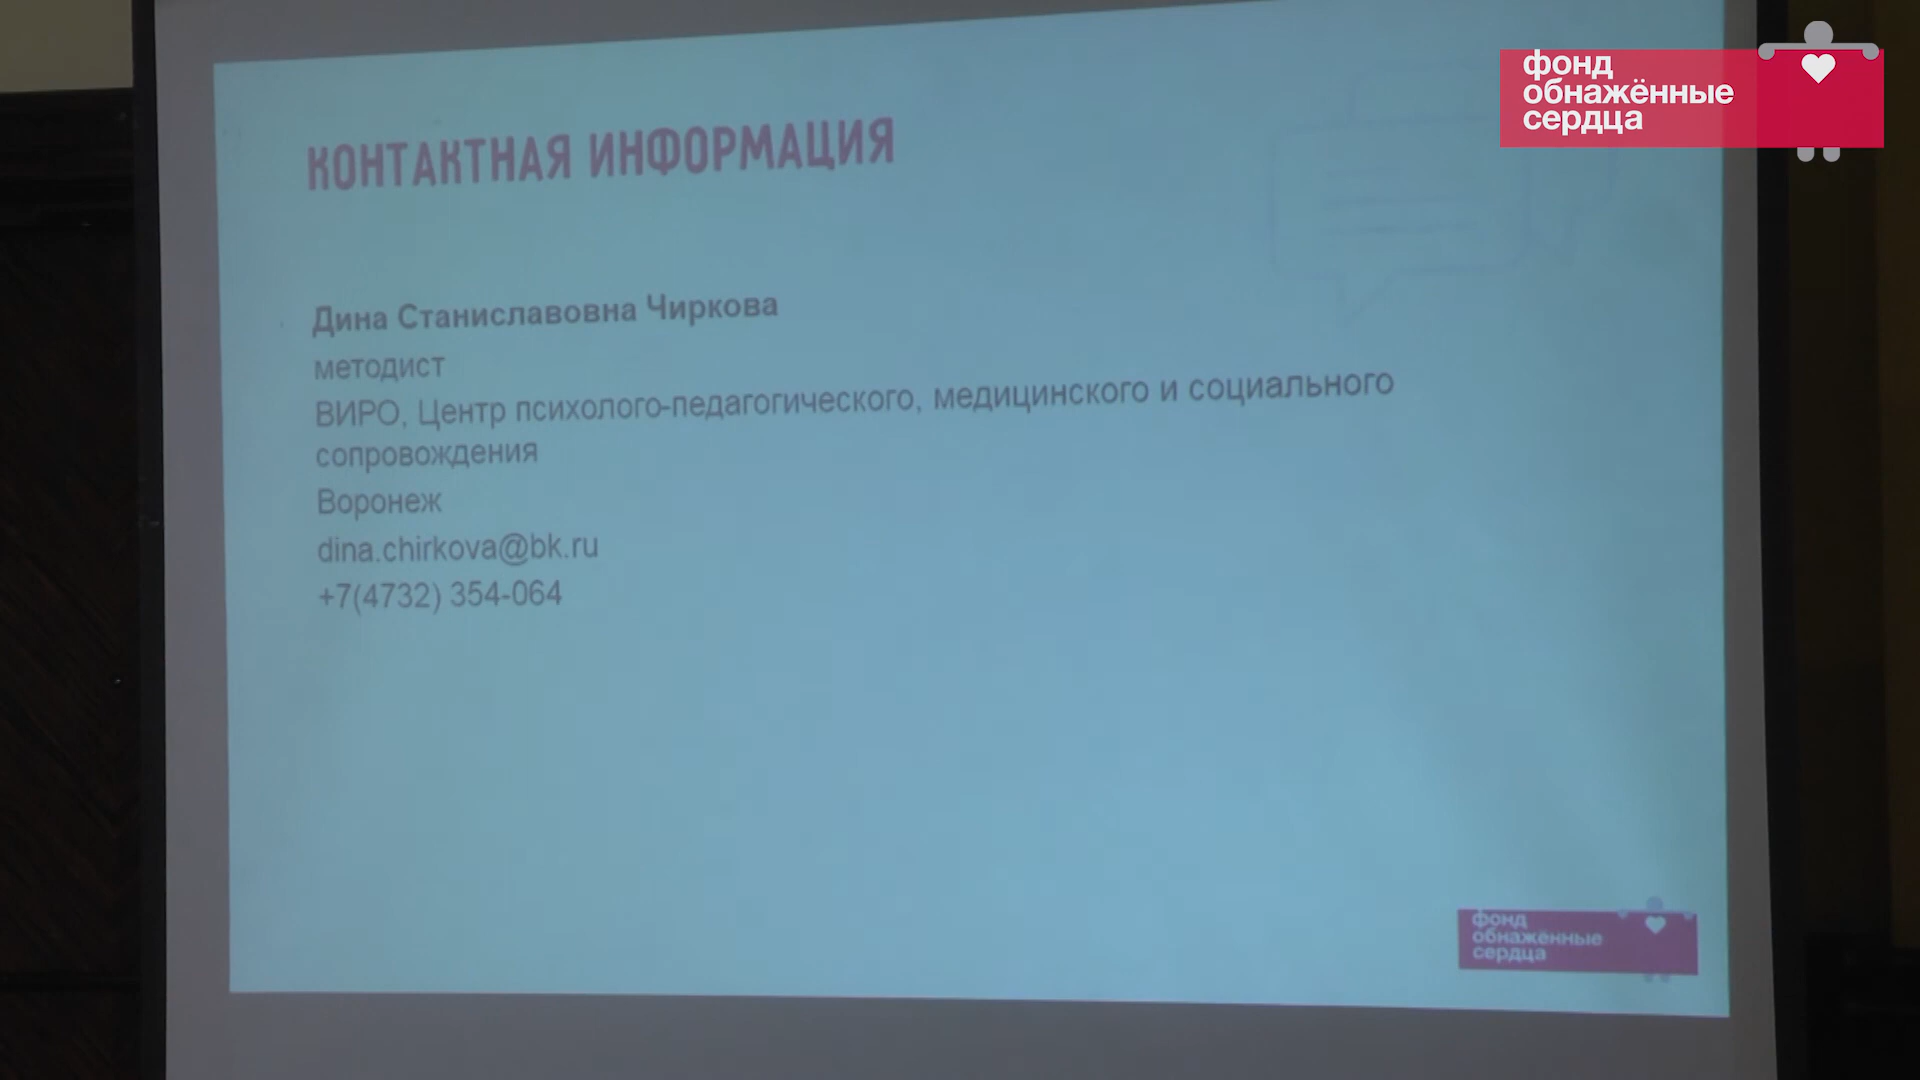 фонд
обнажённые
сердца
КОНТАКТНАЯ ИНФОРМАЦИЯ
Дина Станиславовна Чиркова
методист
ВИРО, Центр психолого-педагогического, медицинского и социального
сопровождения
Воронеж
dina.chirkova@bk.ru
+7(4732) 354-064
фонд
обнажённые
сердца